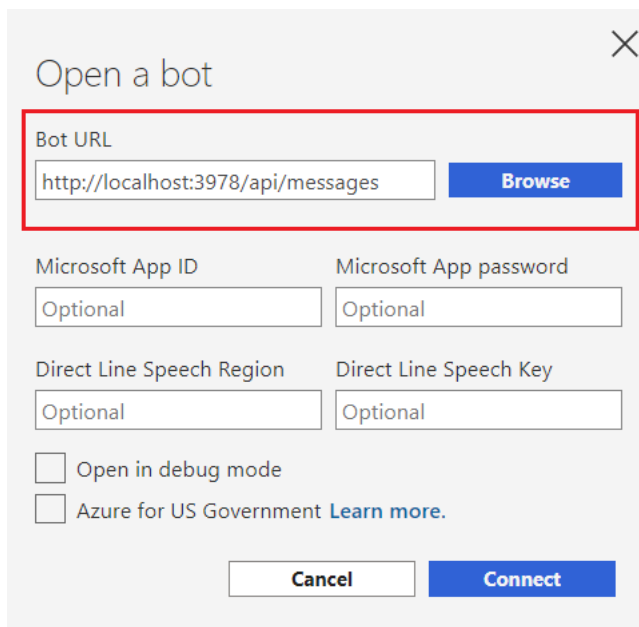 Open a bot
Bot URL
http://localhost:3978/api/messages Browse
Microsoft App ID Microsoft App password
Optional Optional
Direct Line Speech Region Direct Line Speech Key
Optional Optional
Open in debug mode
Azure for US Government Learn more.
Cancel Connect